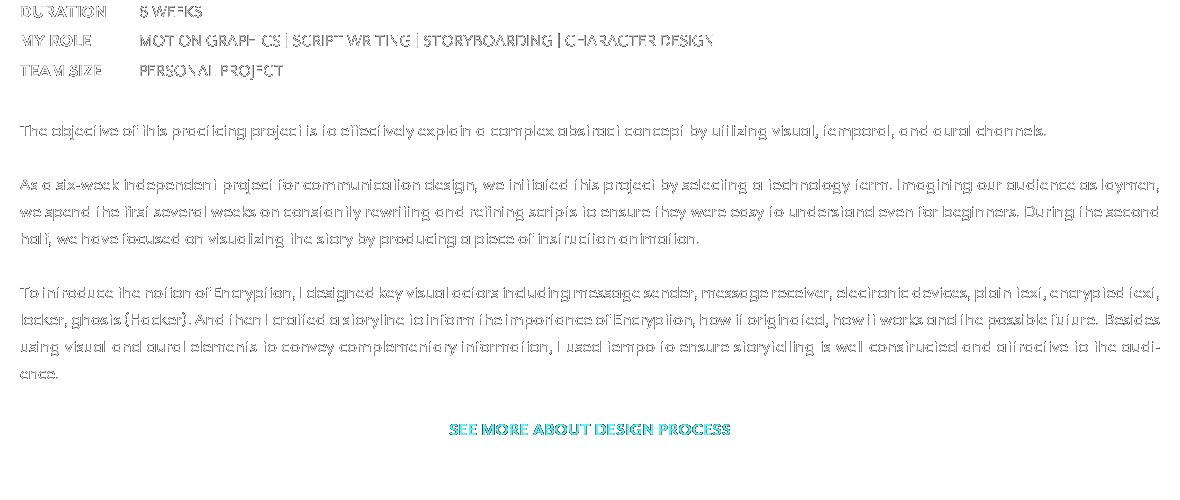 DURATION 6 WEEKS
MY ROLE MOTION GRAPHICS | SCRIPT WRITING | STORYBOARDING | CHARACTER DESIGN
TEAM SIZE PERSONAL PROJECT
The objective of this practicing project is to effectively explain a complex abstract concept by utilizing visual, temporal, and aural channels.
As a six-week independent project for communication design, we initiated this project by selecting a technology term. Imagining our audience as laymen,
we spend the first several weeks on constantly rewriting and refining scripts to ensure they were easy to understand even for beginners. During the second
half, we have focused on visualizing the story by producing a piece of instruction animation.
To introduce the notion of Encryption, I designed key visual actors including message sender, message receiver, electronic devices, plain text, encrypted text,
locker, ghosts (Hacker). And then I crafted a storyline to inform the importance of Encryption, how it originated, how it works and the possible future. Besides
using visual and aural elements to convey complementary information, I used tempo to ensure storytelling is well constructed and attractive to the audi-
ence.
SEE MORE ABOUT DESIGN PROCESS